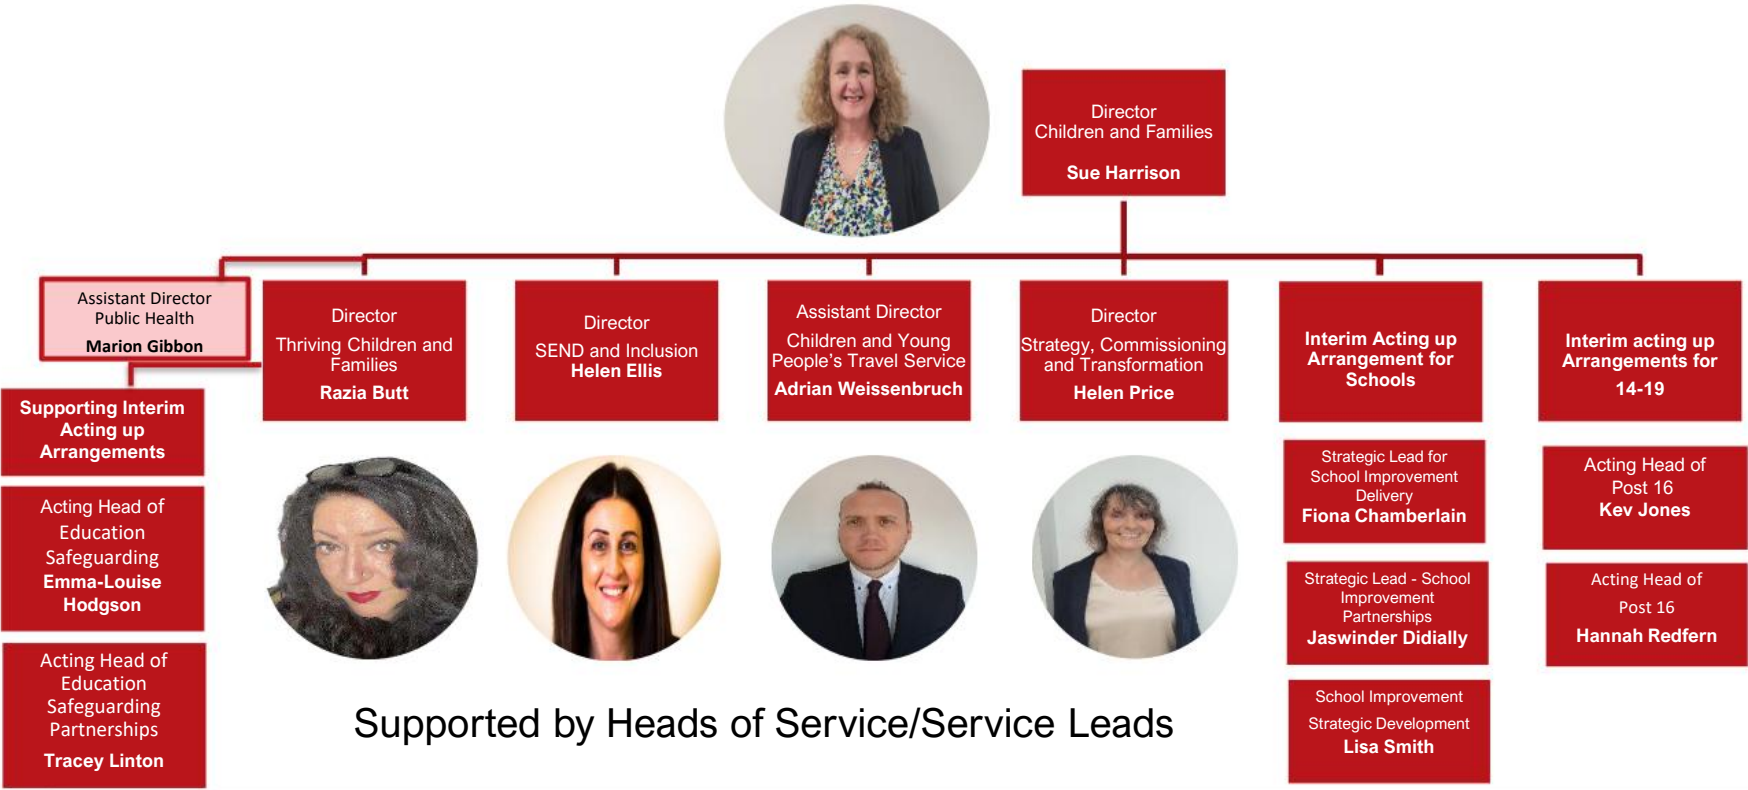 Director
Children and Families
Sue Harrison
Assistant Director
Public Health
Marion Gibbon
Director
Thriving Children and
Families
Razia Butt
Director
SEND and Inclusion
Helen Ellis
Assistant Director
Children and Young
People's Travel Service
Adrian Weissenbruch
Director
Strategy, Commissioning
and Transformation
Helen Price
Interim Acting up
Arrangement for
Schools
Interim acting up
Arrangements for
14-19
Supporting Interim
Acting up
Arrangements
Acting Head of
Education
Safeguarding
Emma-Louise
Hodgson
Acting Head of
Education
Safeguarding
Partnerships
Tracey Linton
Strategic Lead for
School Improvement
Delivery
Fiona Chamberlain
Strategic Lead - School
Improvement
Partnerships
Jaswinder Didially
School Improvement
Strategic Development
Lisa Smith
Acting Head of
Post 16
Kev Jones
Acting Head of
Post 16
Hannah Redfern
Supported by Heads of Service/Service Leads